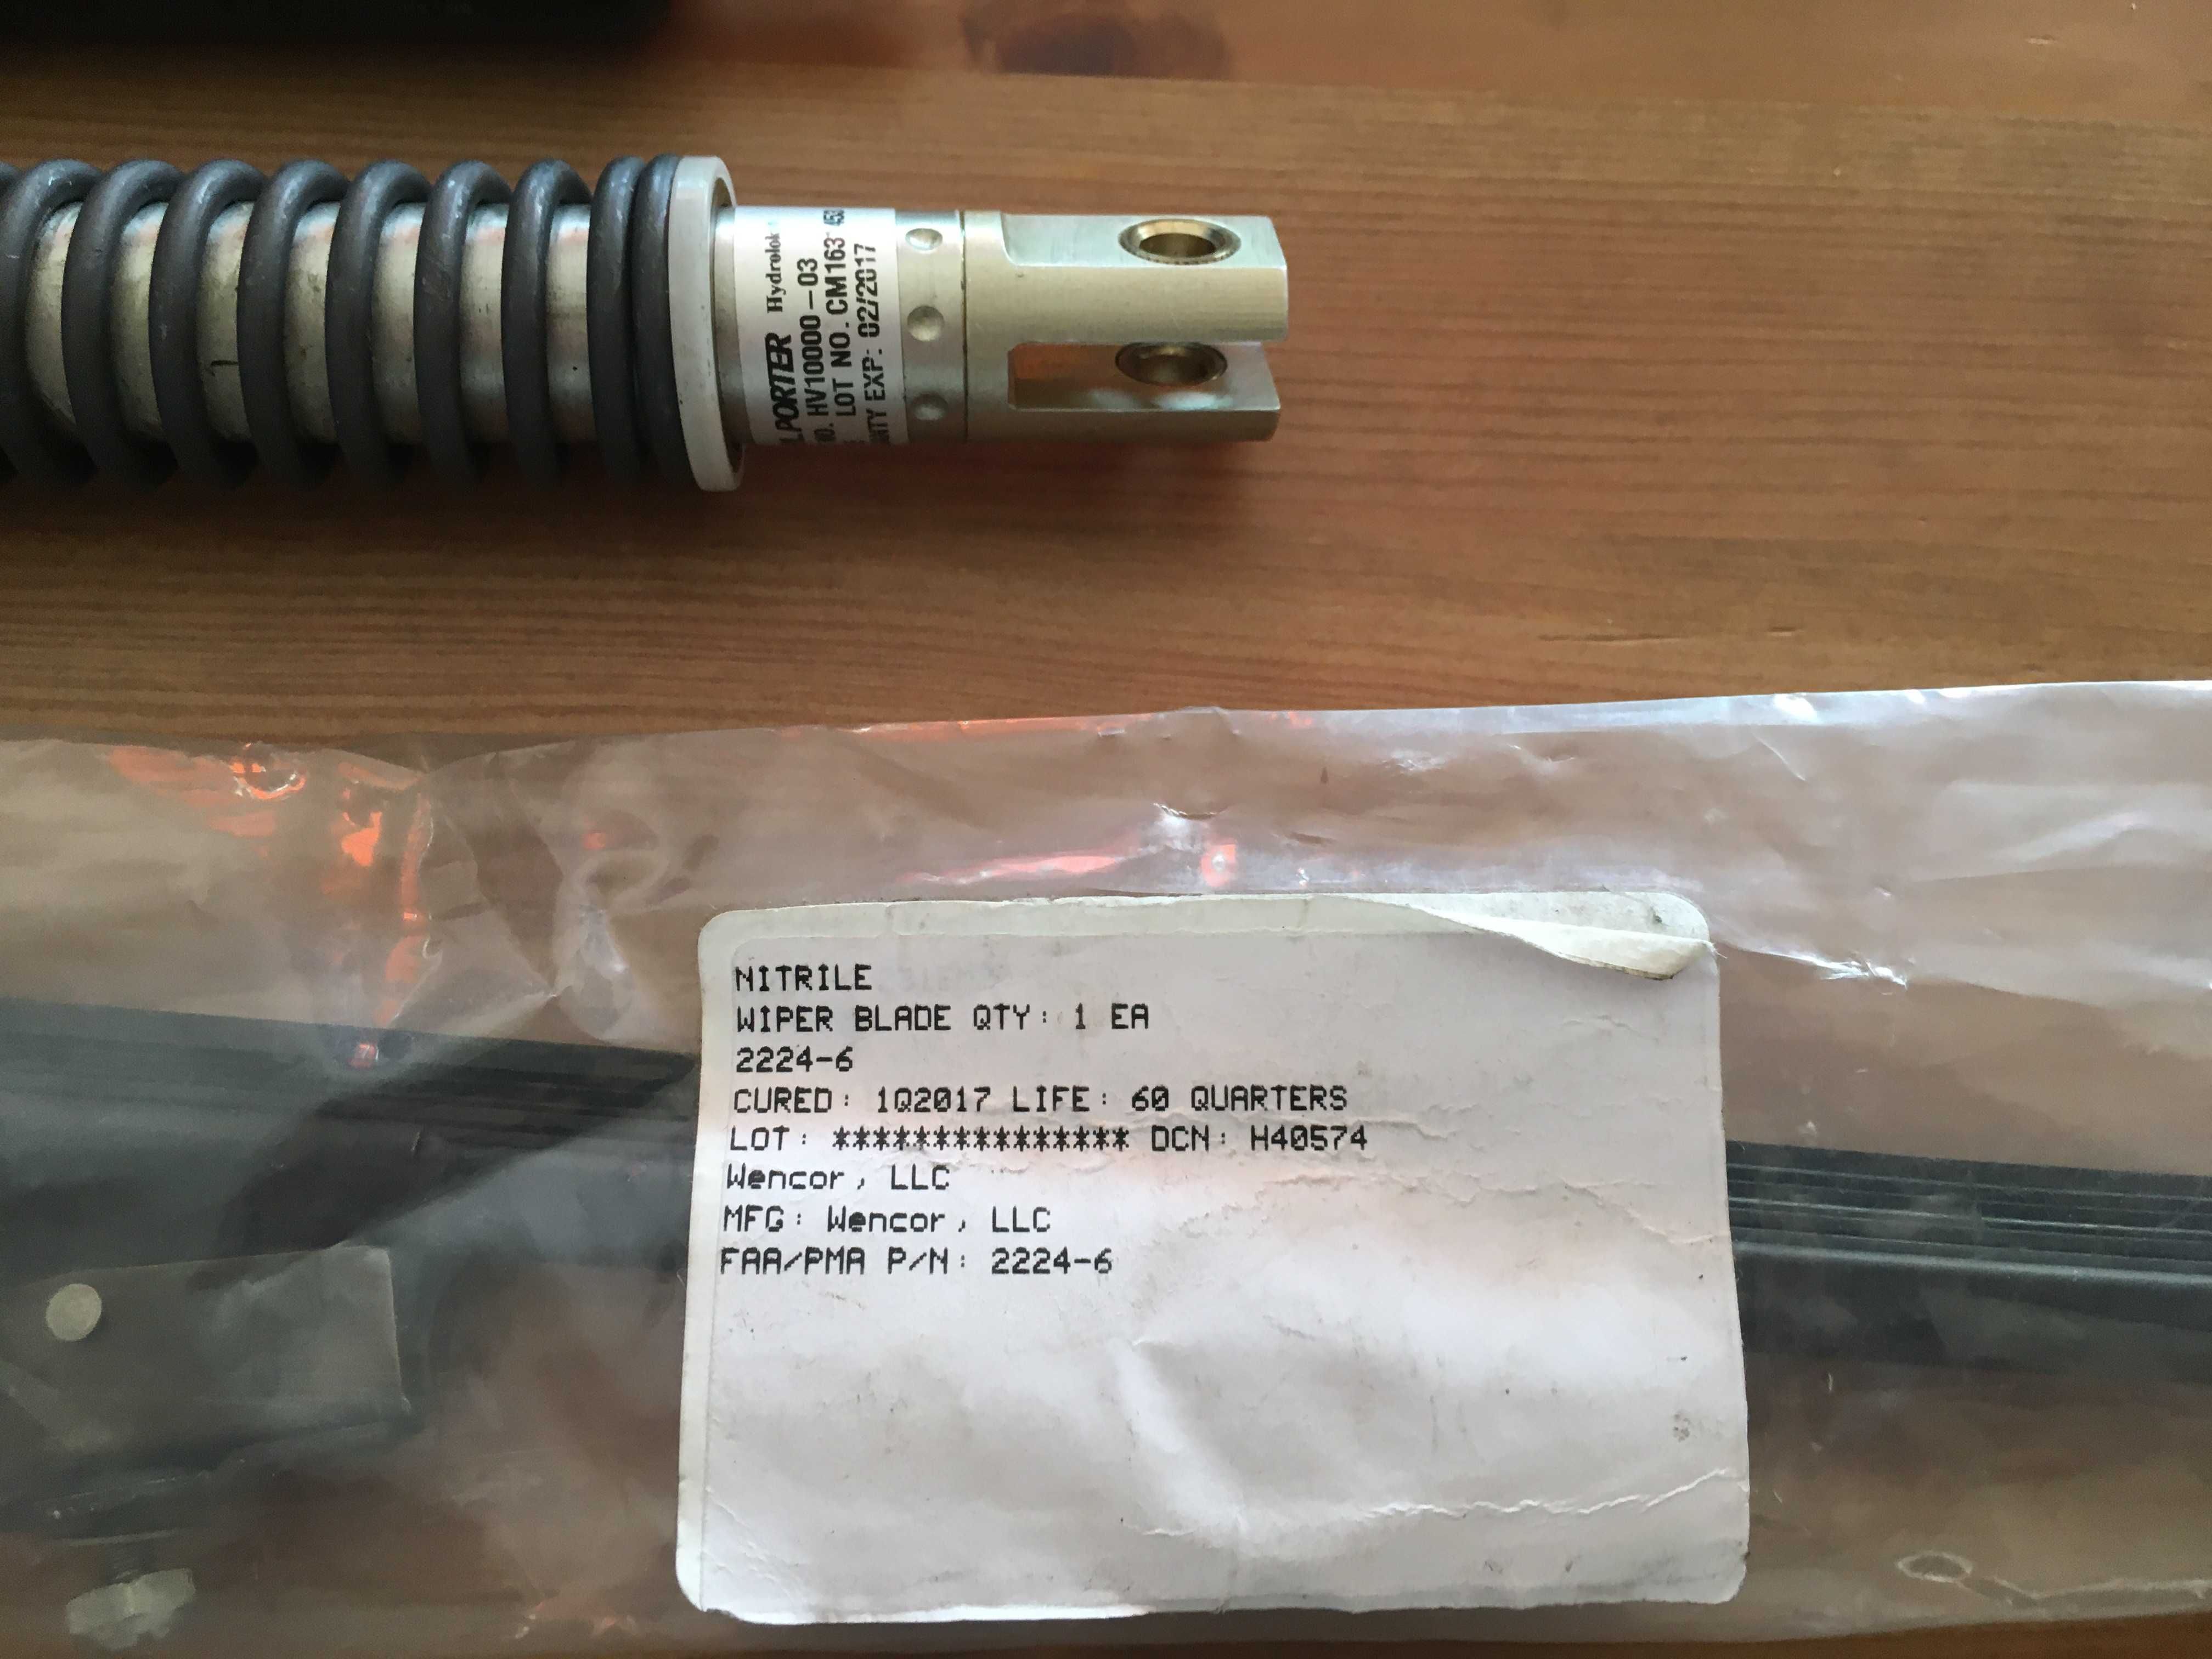 PORTER Hydrolok
HV100000-03
LOT NO. CM163
EXP: 02/2017
NITRILE
WIPER BLADE QTY: 1 EA
2224-6
CURED: 1Q2017 LIFE: 60 QUARTERS
LOT: *************** DCN: H40574
Wencor, LLC
MFG: Wencor, LLC
FAA/PMA P/N: 2224-6